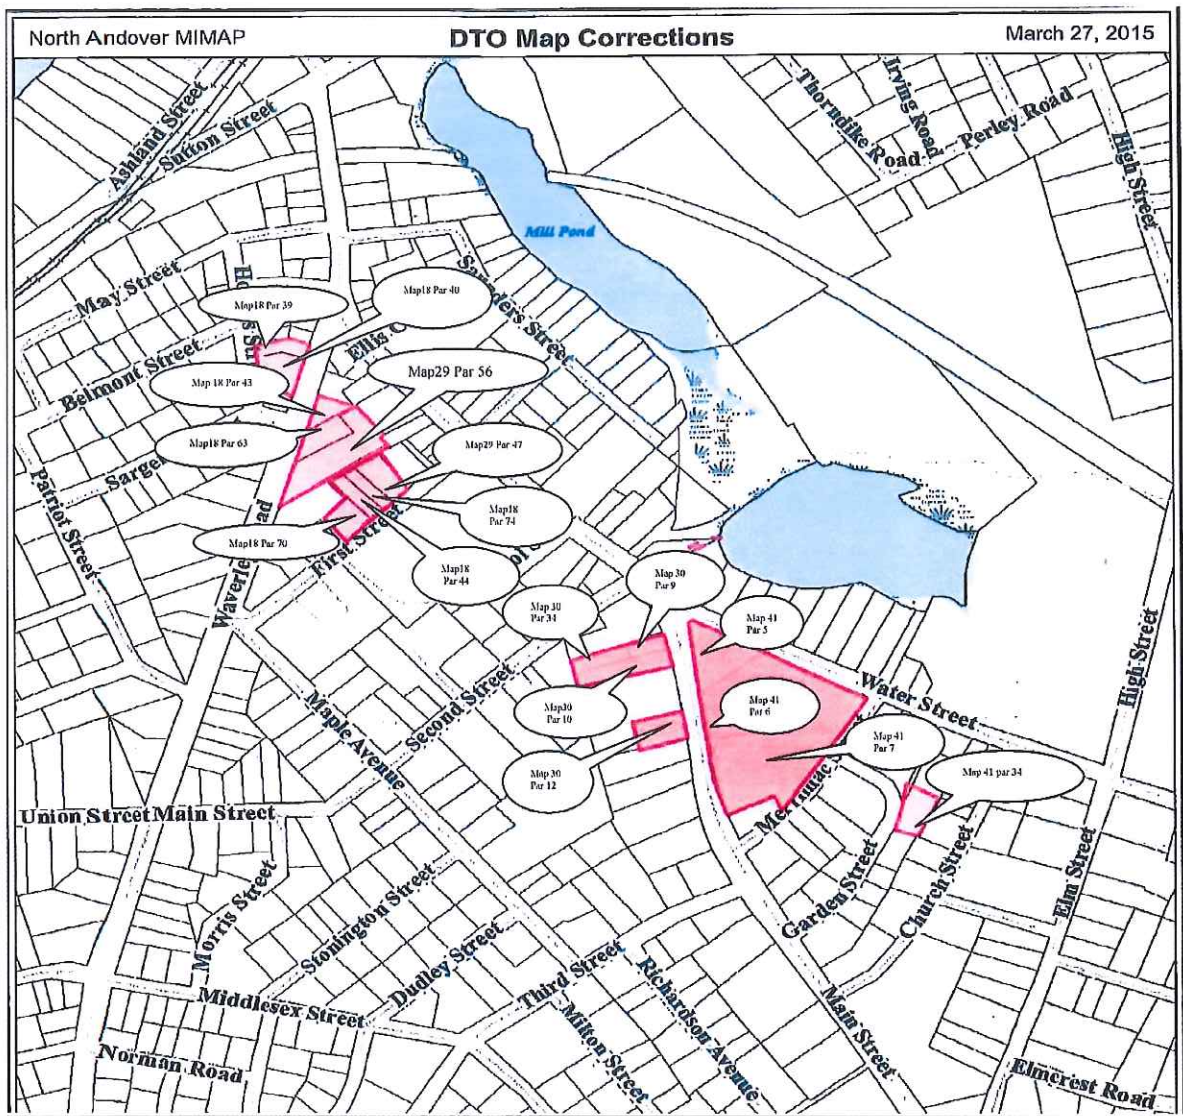 North Andover MIMAP
DTO Map Corrections
March 27, 2015
Ashland Street
Sutton Street
Thorndike Road
Irving Road
Perley Road
High Street
Mill Pond
May Street
Saunders Street
Map18 Par 39
Map18 Par 40
Ellis
Belmont Street
Map 18 Par 43
Map29 Par 56
Map18 Par 63
Map29 Par 47
Patriot Street
Map18
Par 74
Map18 Par 70
First Street
Map18
Par 44
Map 30
Par 9
Map 30
Par 34
Map 41
Par 5
High Street
Water Street
Map30
Par 10
Map 41
Par 6
Second Street
Maple Avenue
Map 41
Par 7
Map 30
Par 12
Map 41 par 34
Union Street
Main Street
Elm Street
Morris Street
Stonington Street
Garden Street
Church Street
Dudley Street
Third Street
Richardson Avenue
Middlesex Street
Milton Street
Main Street
Norman Road
Elmcrest Road